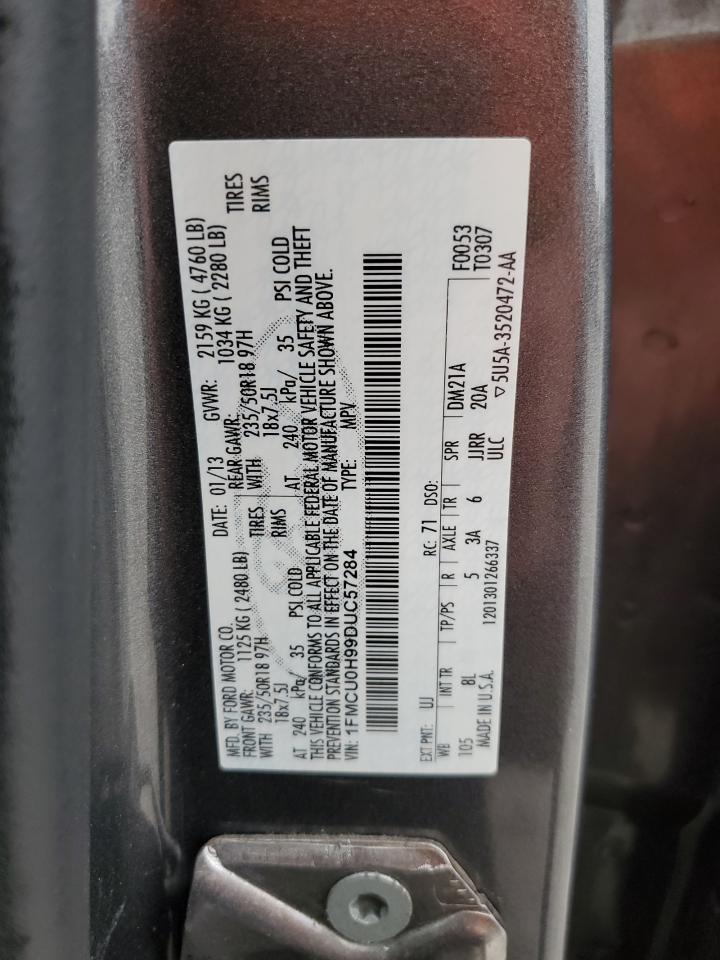 MFD. BY FORD MOTOR CO. DATE: 01/13 GVWR: 2159 KG ( 4760 LB)
FRONT GAWR: 1125 KG ( 2480 LB) REAR GAWR: 1034 KG ( 2280 LB)
WITH 235/50R18 97H TIRES WITH 235/50R18 97H TIRES
18x7.5J RIMS 18x7.5J RIMS
AT 240 kPa/ 35 PSI COLD AT 240 kPa/ 35 PSI COLD
THIS VEHICLE CONFORMS TO ALL APPLICABLE FEDERAL MOTOR VEHICLE SAFETY AND THEFT
PREVENTION STANDARDS IN EFFECT ON THE DATE OF MANUFACTURE SHOWN ABOVE.
VIN: 1FMCU0H99DUC57284 TYPE: MPV
EXT PNT: UJ RC: 71 DSO: F0053
WB INT TR TP/PS R AXLE TR SPR DM21A T0307
105 8L 5 3A 6 JJRR 20A
MADE IN U.S.A. 1201301266337 ULC ▽5U5A-3520472-AA